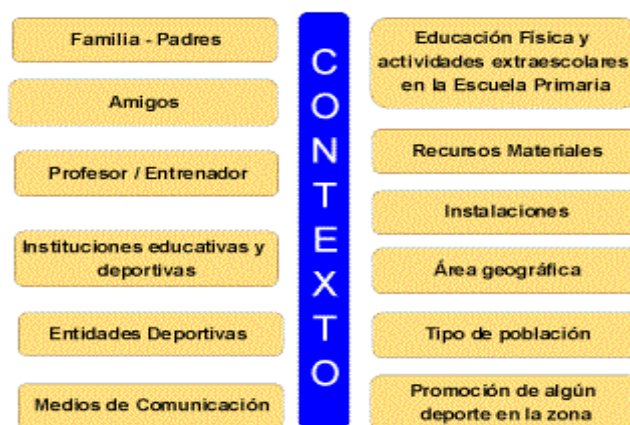 Familia - Padres
Amigos
Profesor / Entrenador
Instituciones educativas y
deportivas
Entidades Deportivas
Medios de Comunicación
CONTEXTO
Educación Física y
actividades extraescolares
en la Escuela Primaria
Recursos Materiales
Instalaciones
Área geográfica
Tipo de población
Promoción de algún
deporte en la zona